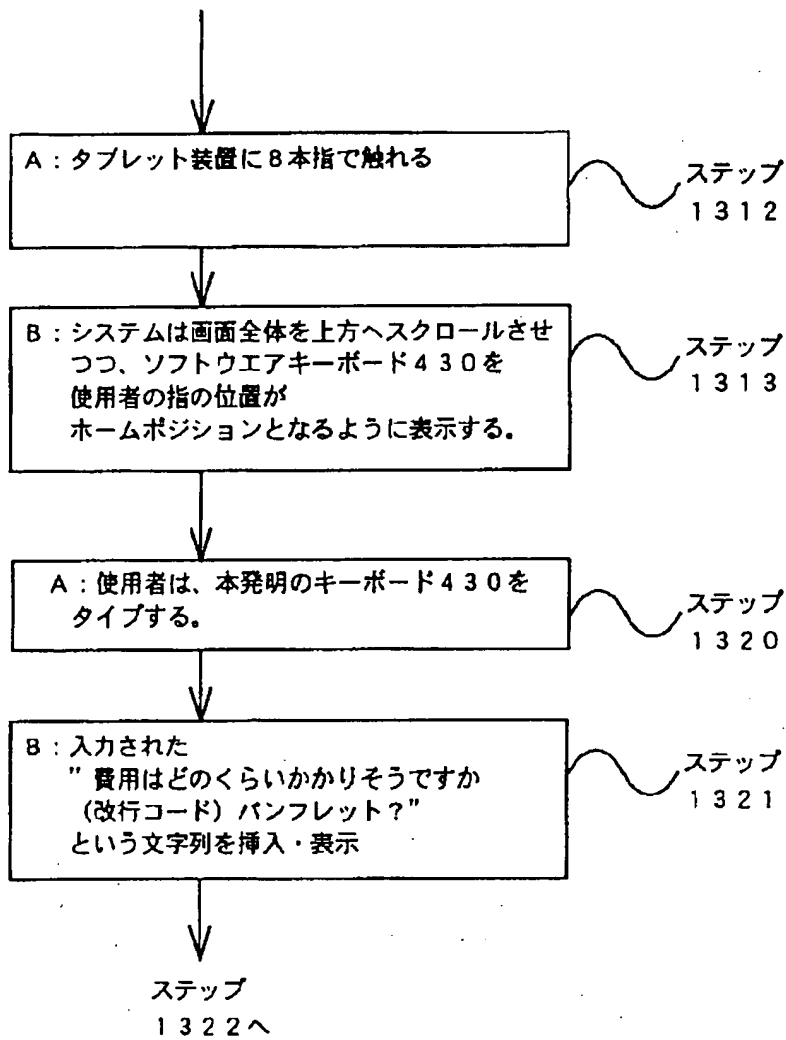 A：タブレット装置に８本指で触れる
ステップ
１３１２
B：システムは画面全体を上方へスクロールさせ
つつ、ソフトウエアキーボード４３０を
使用者の指の位置が
ホームポジションとなるように表示する。
ステップ
１３１３
A：使用者は、本発明のキーボード４３０を
タイプする。
ステップ
１３２０
B：入力された
”費用はどのくらいかかりそうですか
（改行コード）パンフレット？”
という文字列を挿入・表示
ステップ
１３２１
ステップ
１３２２へ